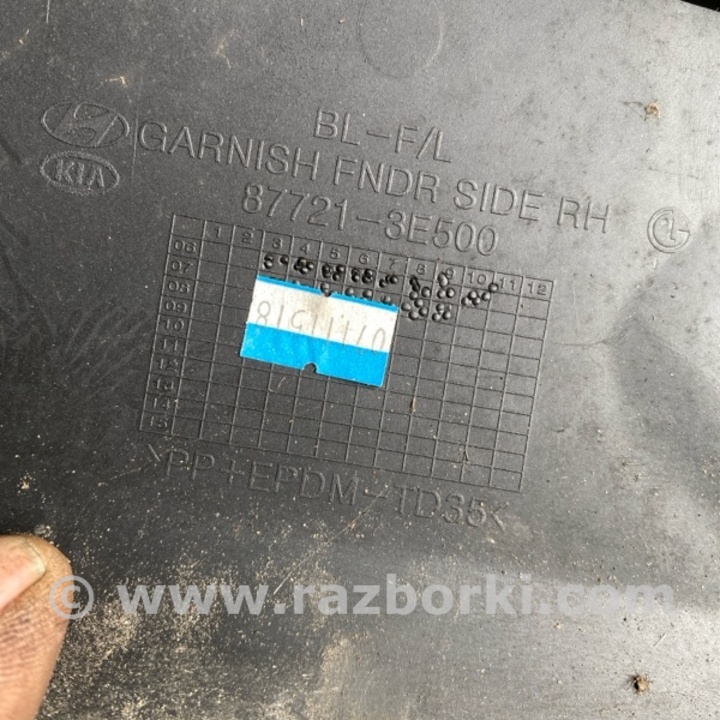 BL-F/L
KIA
GARNISH FNDR SIDE RH
87721-3E500
1 2 3 4 5 6 7 8 9 10 11 12
06
07
08
09
10
11
12
13
14
15
>PP+EPDM-TD35<
© www.razborki.com